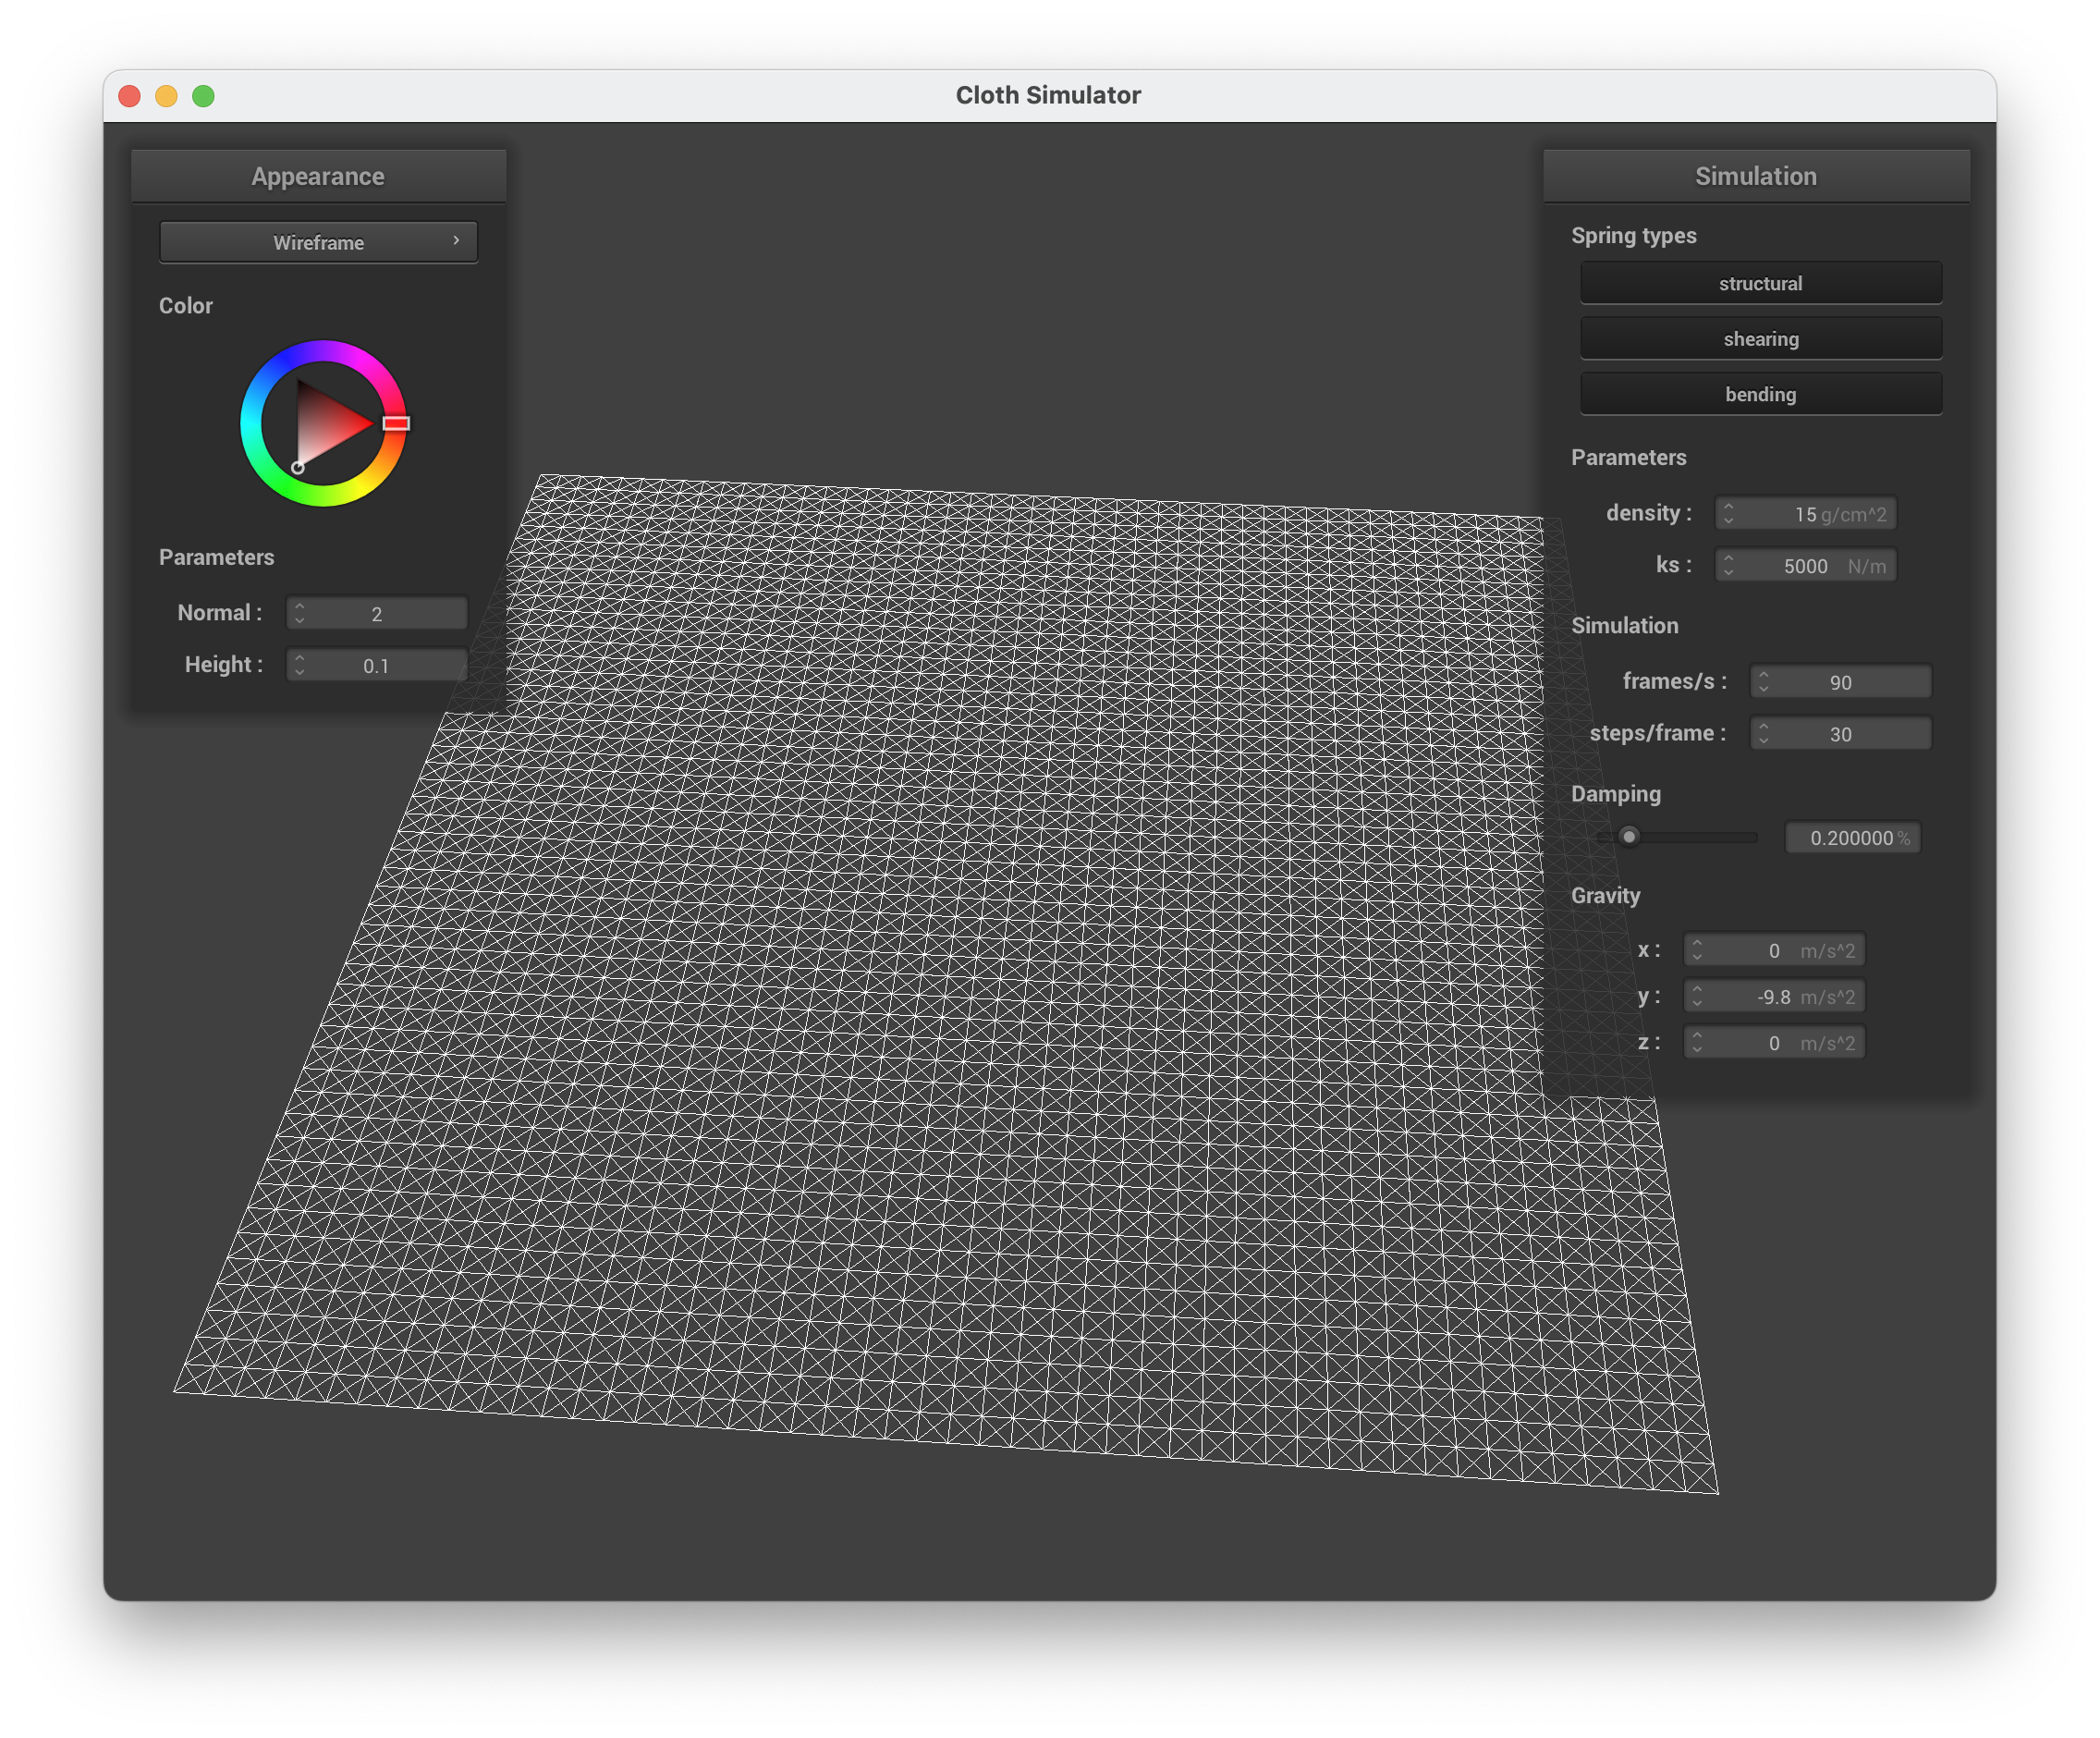 Cloth Simulator
Appearance
Wireframe
Color
Parameters
Normal : 2
Height : 0.1
Simulation
Spring types
structural
shearing
bending
Parameters
density : 15 g/cm^2
ks : 5000 N/m
Simulation
frames/s : 90
steps/frame : 30
Damping
0.200000 %
Gravity
x : 0 m/s^2
y : -9.8 m/s^2
z : 0 m/s^2